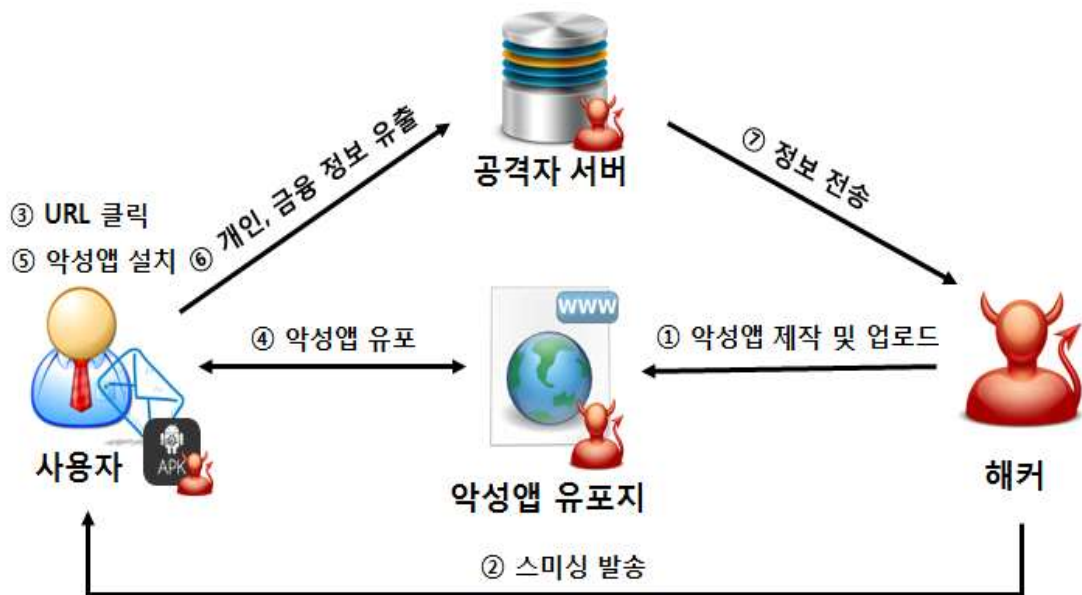 공격자 서버
⑥ 개인, 금융 정보 유출
⑦ 정보 전송
③ URL 클릭
⑤ 악성앱 설치
WWW
④ 악성앱 유포
① 악성앱 제작 및 업로드
APK
사용자
악성앱 유포지
해커
② 스미싱 발송